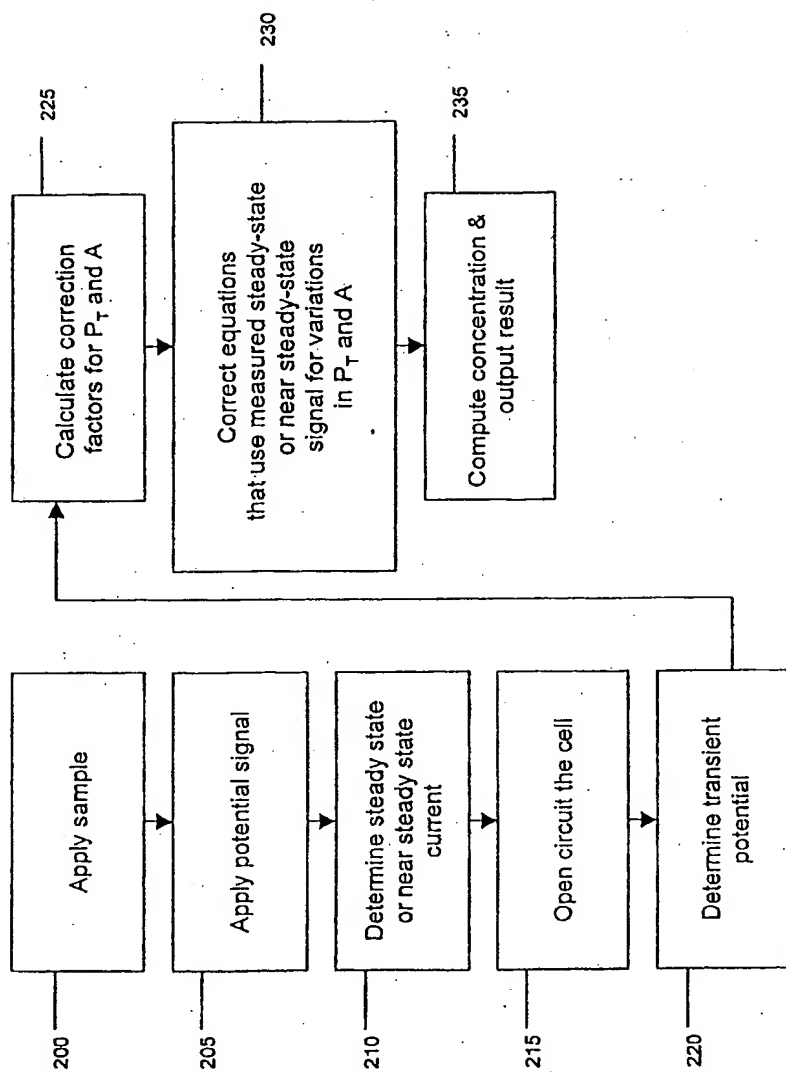 200
Apply sample
205
Apply potential signal
210
Determine steady state
or near steady state
current
215
Open circuit the cell
220
Determine transient
potential
225
Calculate correction
factors for P_T and A
230
Correct equations
that use measured steady-state
or near steady-state
signal for variations
in P_T and A
235
Compute concentration &
output result